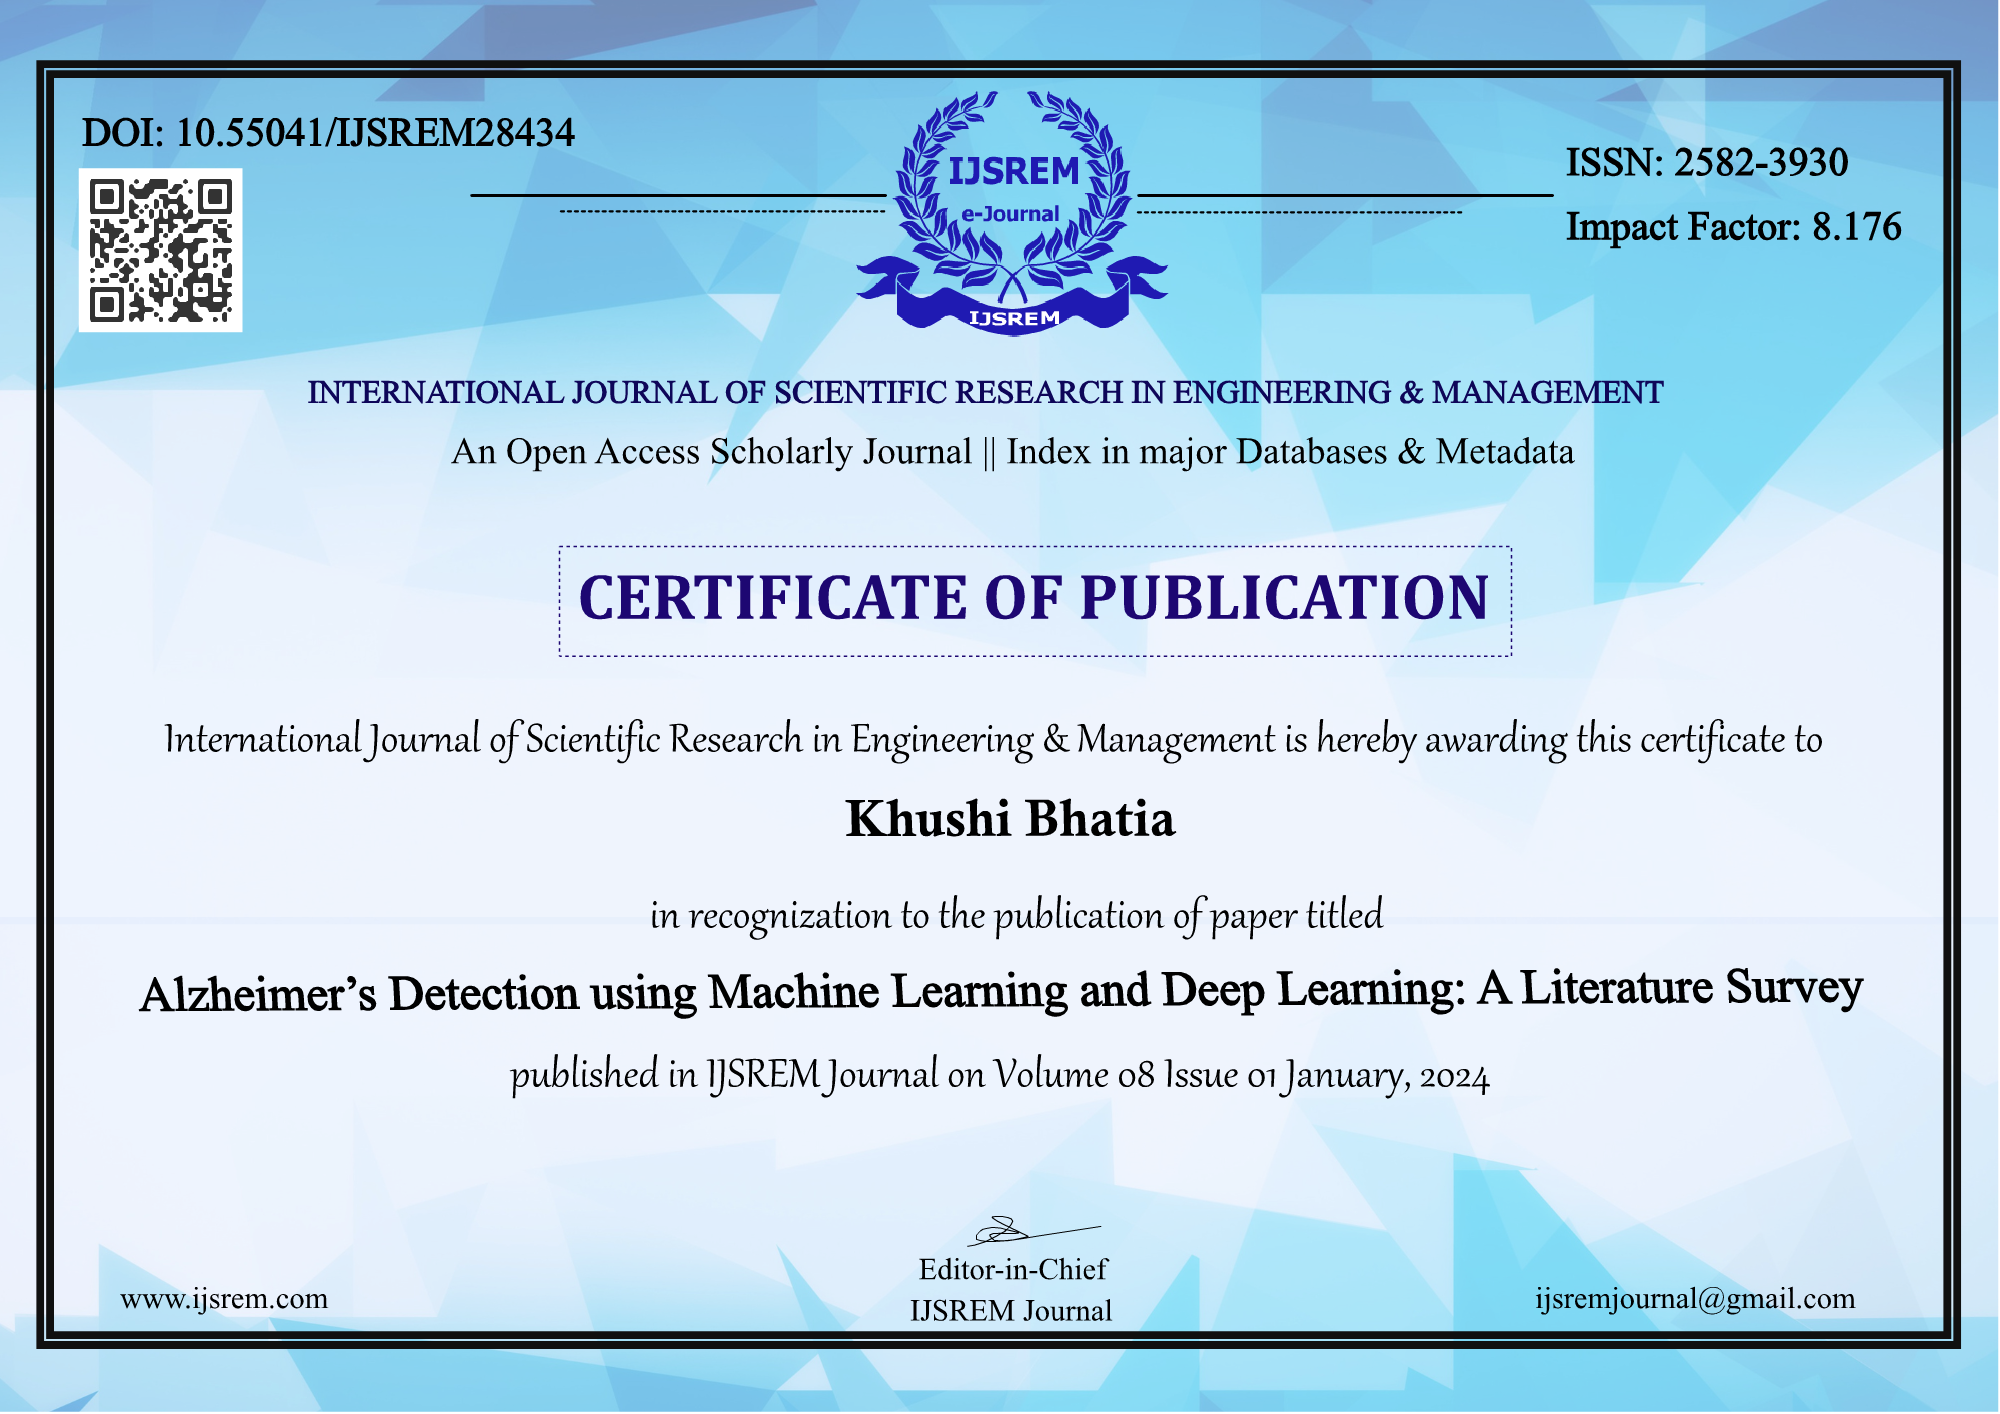 DOI: 10.55041/IJSREM28434
IJSREM
e-Journal
IJSREM
ISSN: 2582-3930
Impact Factor: 8.176
INTERNATIONAL JOURNAL OF SCIENTIFIC RESEARCH IN ENGINEERING & MANAGEMENT
An Open Access Scholarly Journal || Index in major Databases & Metadata
CERTIFICATE OF PUBLICATION
International Journal of Scientific Research in Engineering & Management is hereby awarding this certificate to
Khushi Bhatia
in recognization to the publication of paper titled
Alzheimer’s Detection using Machine Learning and Deep Learning: A Literature Survey
published in IJSREM Journal on Volume 08 Issue 01 January, 2024
Editor-in-Chief
IJSREM Journal
www.ijsrem.com
ijsremjournal@gmail.com